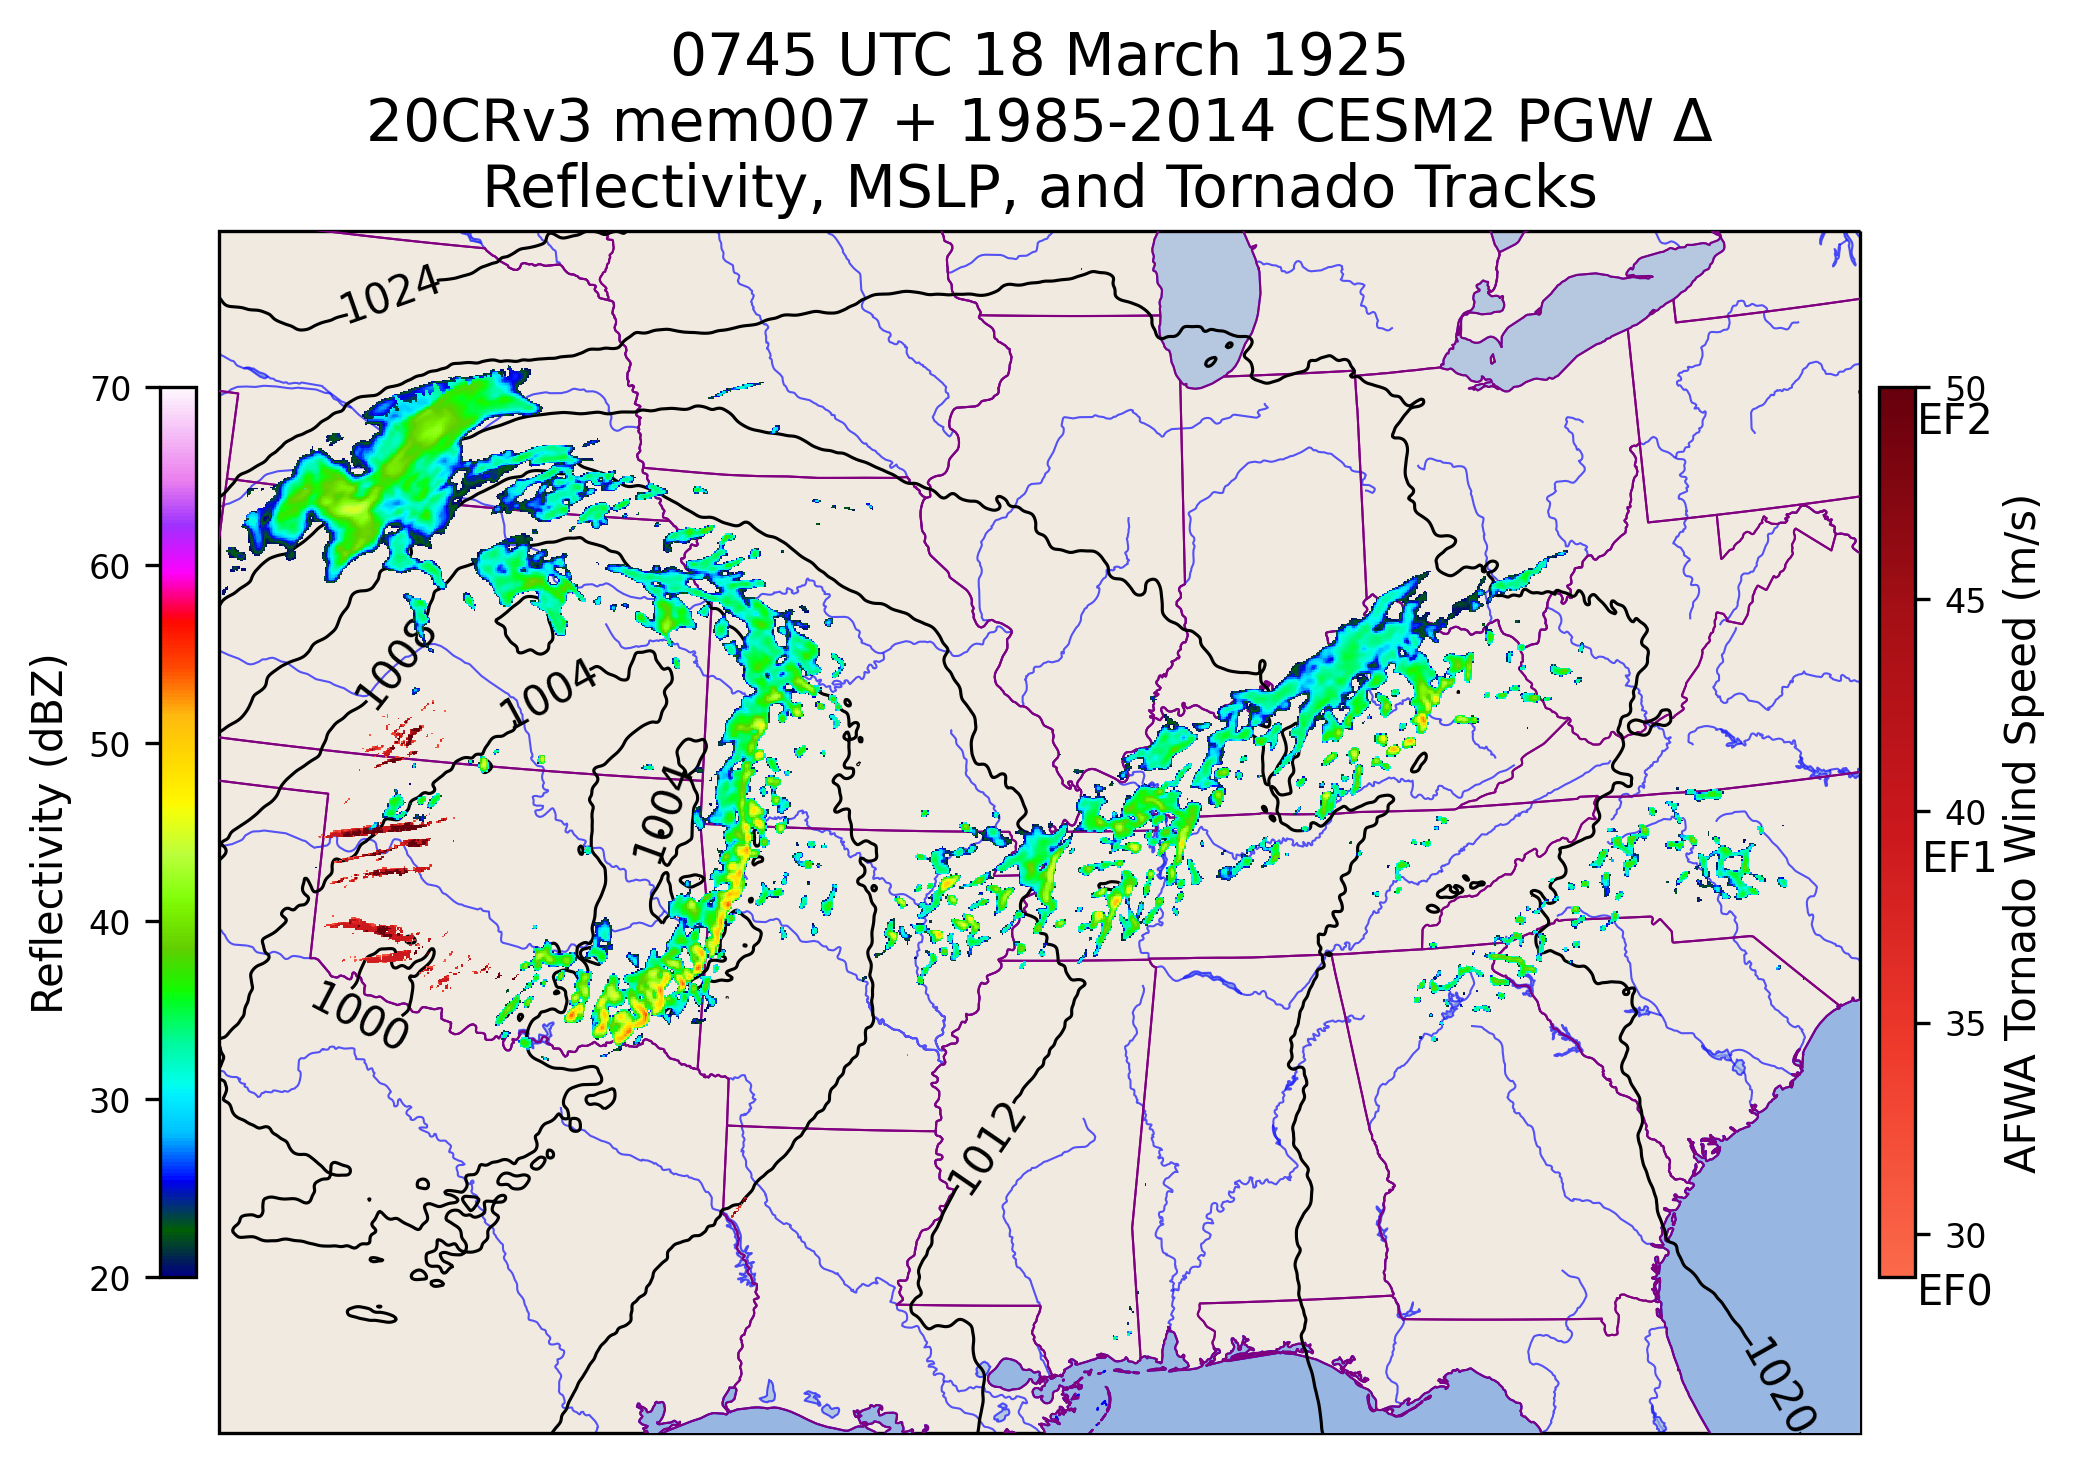 0745 UTC 18 March 1925
20CRv3 mem007 + 1985-2014 CESM2 PGW Δ
Reflectivity, MSLP, and Tornado Tracks
Reflectivity (dBZ)
70
60
50
40
30
20
1024
1008
1004
1004
1000
1012
1020
50
EF2
45
40
EF1
35
30
EF0
AFWA Tornado Wind Speed (m/s)